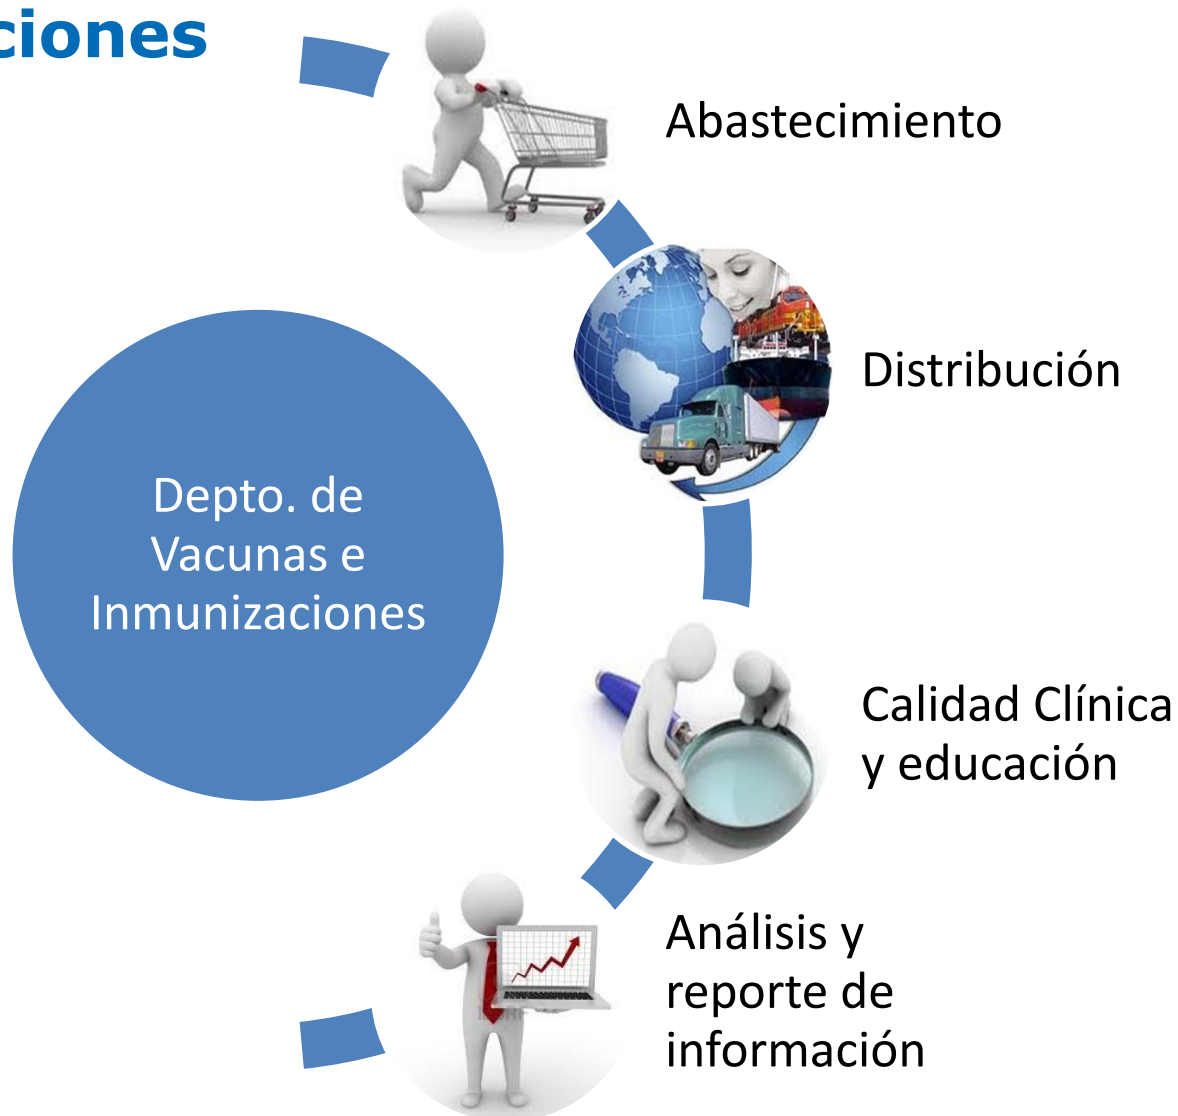 ciones
Abastecimiento
Distribución
Depto. de
Vacunas e
Inmunizaciones
Calidad Clínica
y educación
Análisis y
reporte de
información